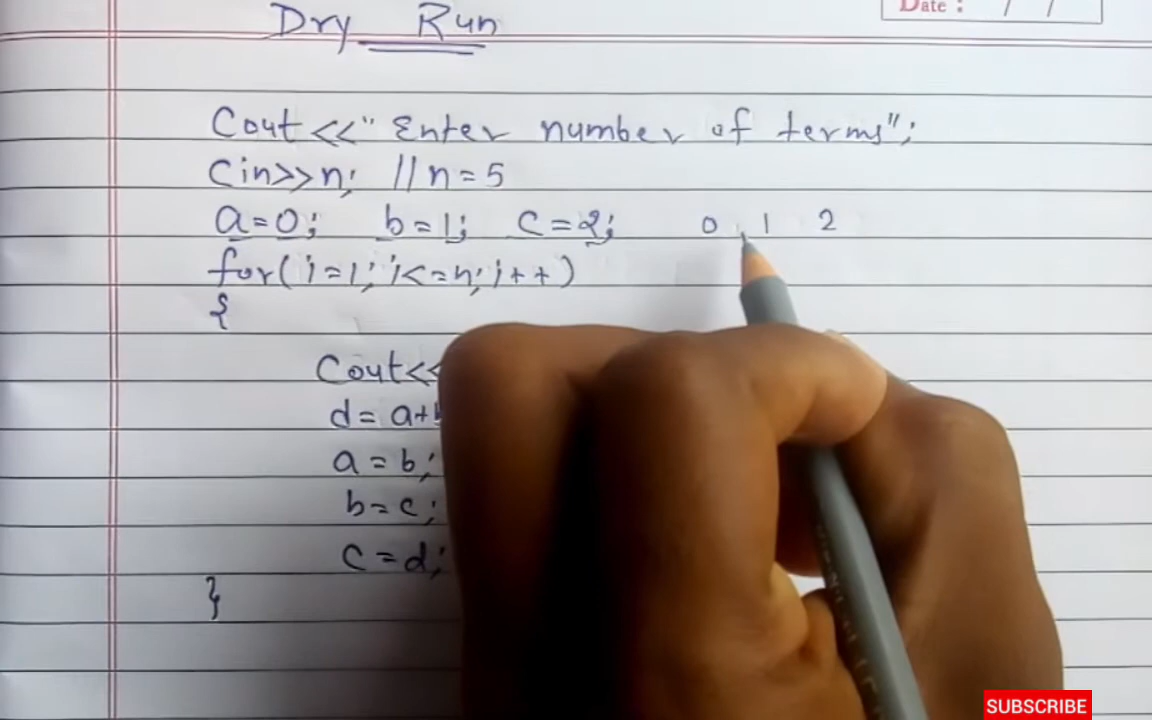 Date : / /
Dry Run
Cout<<"Enter number of terms";
Cin>>n; //n=5
a=0; b=1; c=2; 0 , 1 2
for(i=1; i<=n; i++)
{
Cout<<
d= a+
a = b;
b=c;
c=d;
}
SUBSCRIBE